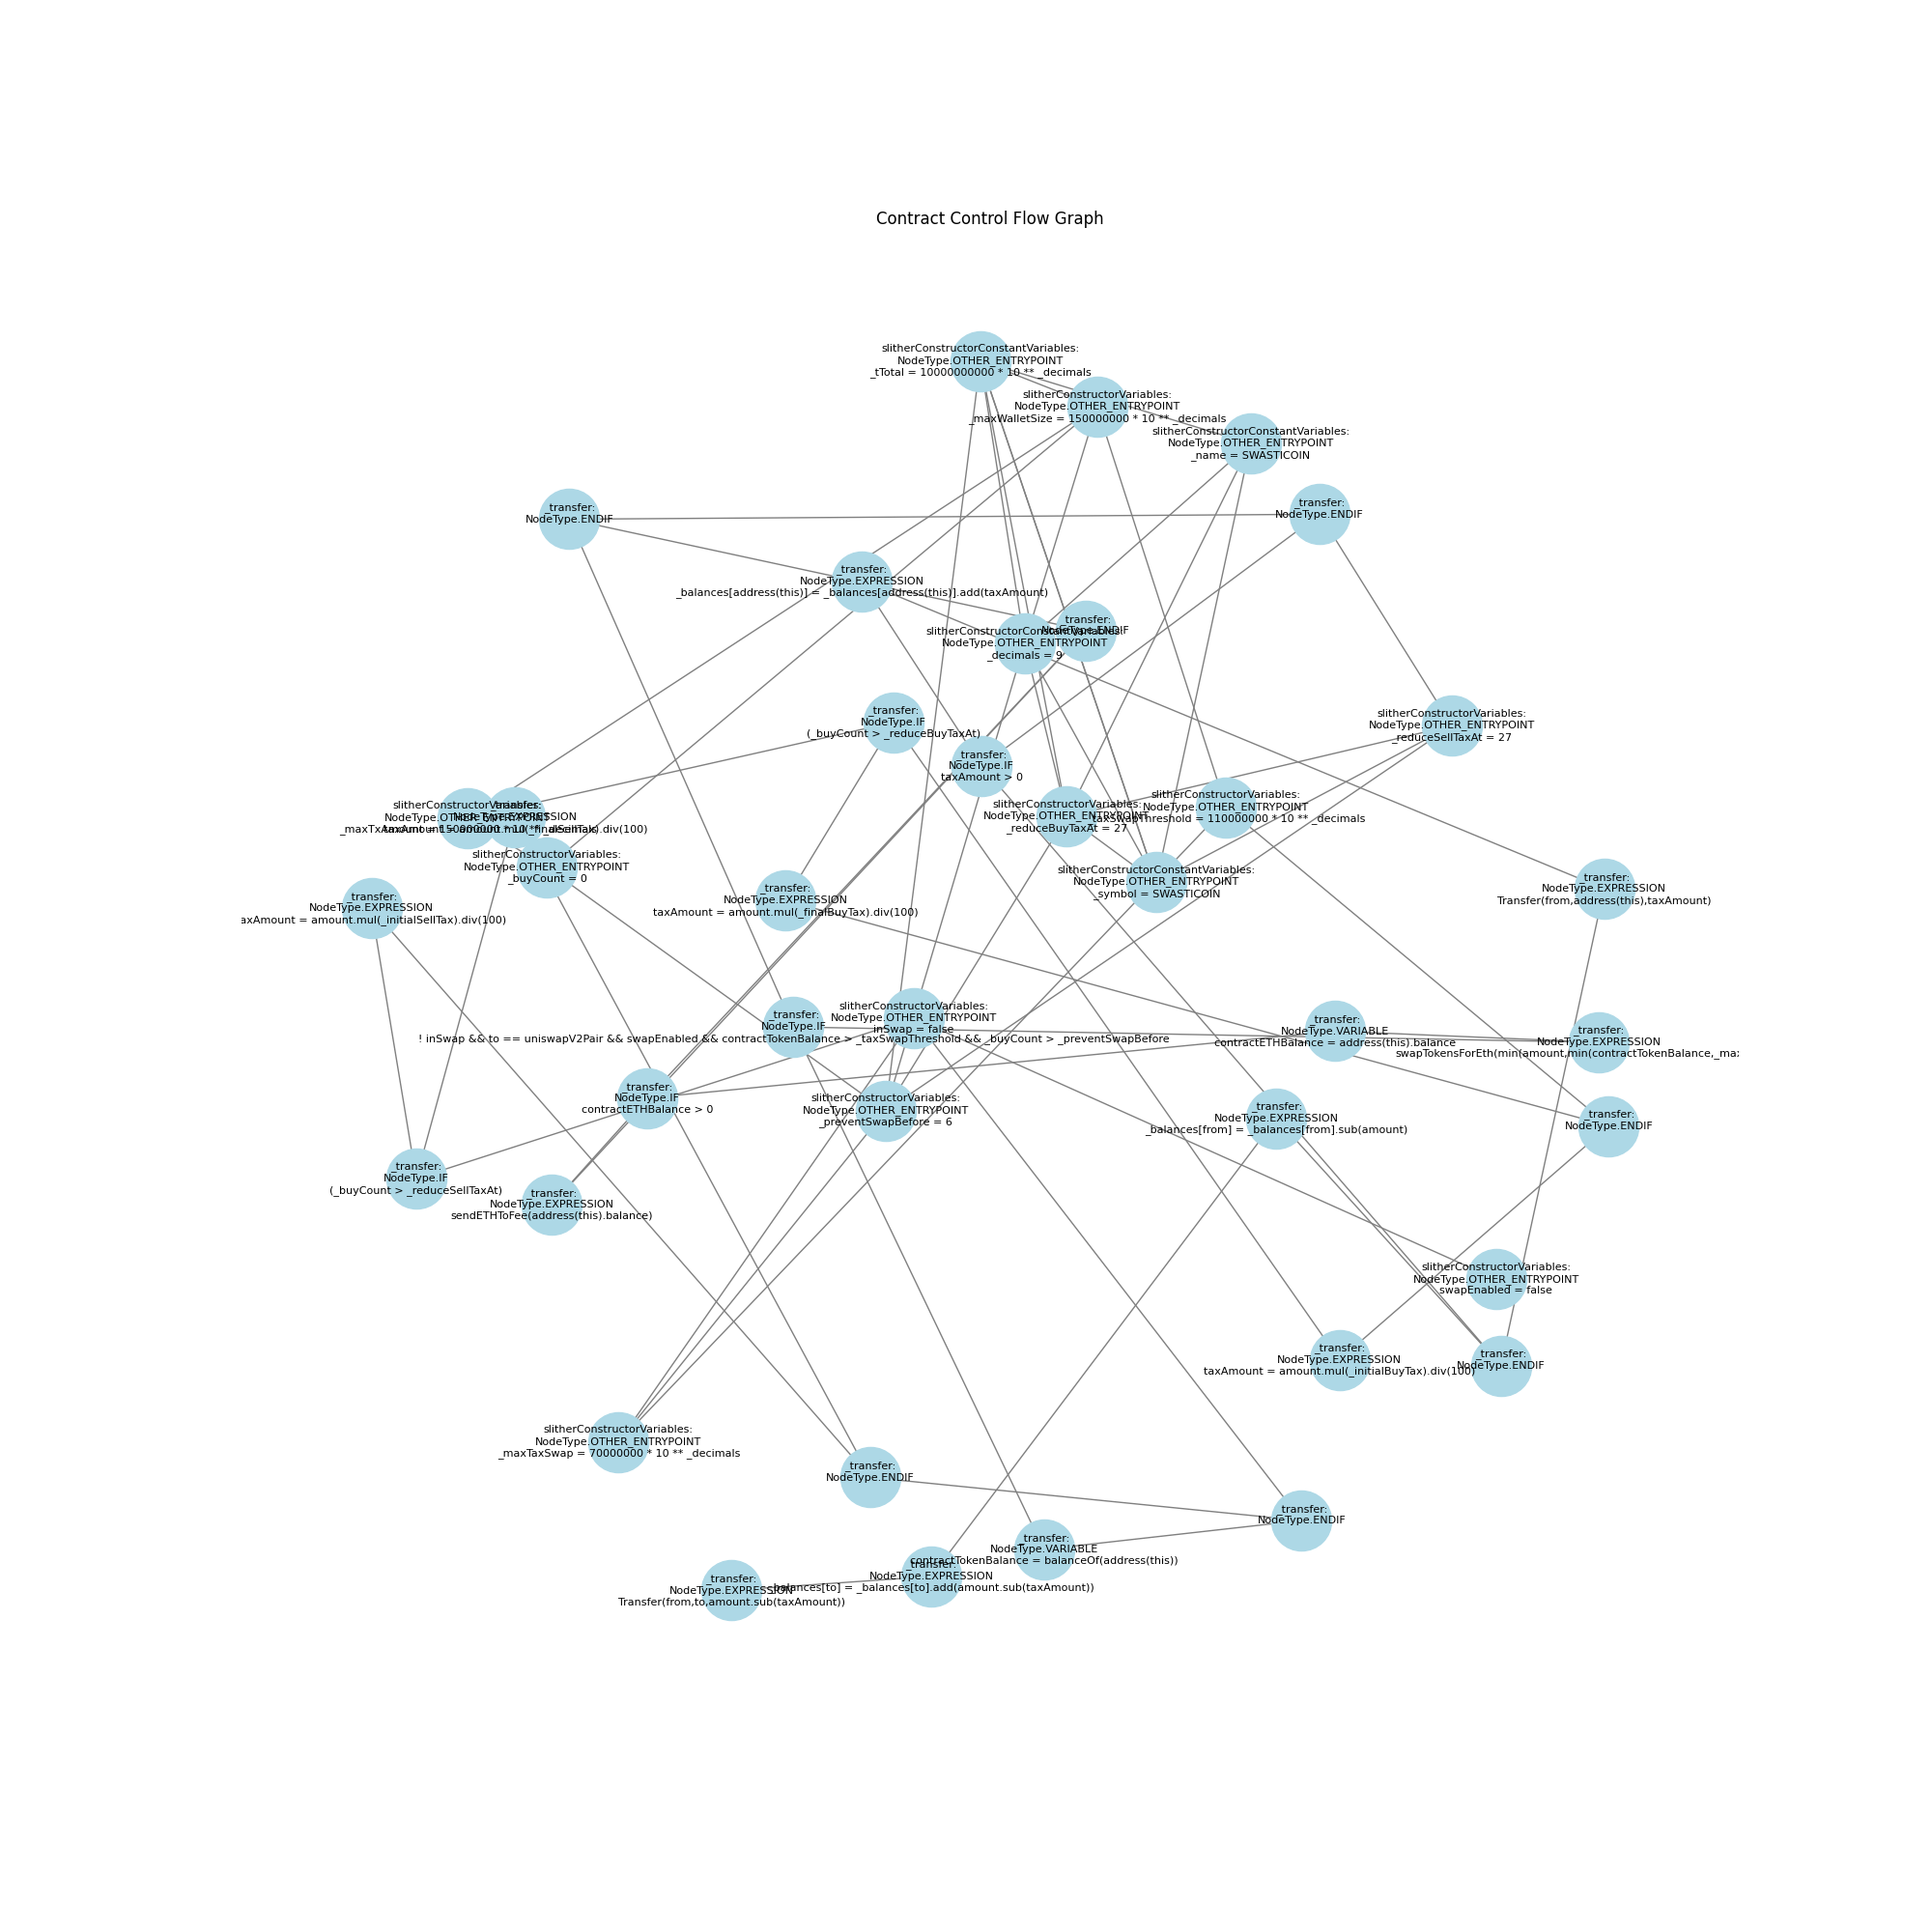 Contract Control Flow Graph
slitherConstructorConstantVariables:
NodeType.OTHER_ENTRYPOINT
_tTotal = 10000000000 * 10 ** _decimals
slitherConstructorVariables:
NodeType.OTHER_ENTRYPOINT
_maxWalletSize = 150000000 * 10 ** _decimals
slitherConstructorConstantVariables:
NodeType.OTHER_ENTRYPOINT
_name = SWASTICOIN
_transfer:
NodeType.ENDIF
_transfer:
NodeType.ENDIF
_transfer:
NodeType.EXPRESSION
_balances[address(this)] = _balances[address(this)].add(taxAmount)
_transfer:
NodeType.ENDIF
slitherConstructorConstantVariables:
NodeType.OTHER_ENTRYPOINT
_decimals = 9
_transfer:
NodeType.IF
(_buyCount > _reduceBuyTaxAt)
slitherConstructorVariables:
NodeType.OTHER_ENTRYPOINT
_reduceSellTaxAt = 27
_transfer:
NodeType.IF
taxAmount > 0
slitherConstructorVariables:
NodeType.OTHER_ENTRYPOINT
_taxSwapThreshold = 110000000 * 10 ** _decimals
slitherConstructorVariables:
NodeType.OTHER_ENTRYPOINT
_reduceBuyTaxAt = 27
slitherConstructorVariables:
NodeType.OTHER_ENTRYPOINT
_maxTxAmount = 150000000 * 10 ** _decimals
_transfer:
NodeType.EXPRESSION
taxAmount = amount.mul(_finalSellTax).div(100)
slitherConstructorVariables:
NodeType.OTHER_ENTRYPOINT
_buyCount = 0
slitherConstructorConstantVariables:
NodeType.OTHER_ENTRYPOINT
_symbol = SWASTICOIN
_transfer:
NodeType.EXPRESSION
Transfer(from,address(this),taxAmount)
_transfer:
NodeType.EXPRESSION
taxAmount = amount.mul(_finalBuyTax).div(100)
_transfer:
NodeType.EXPRESSION
axAmount = amount.mul(_initialSellTax).div(100)
slitherConstructorVariables:
NodeType.OTHER_ENTRYPOINT
inSwap = false
_transfer:
NodeType.IF
! inSwap && to == uniswapV2Pair && swapEnabled && contractTokenBalance > _taxSwapThreshold && _buyCount > _preventSwapBefore
_transfer:
NodeType.VARIABLE
contractETHBalance = address(this).balance
_transfer:
NodeType.EXPRESSION
swapTokensForEth(min(amount,min(contractTokenBalance,_ma
_transfer:
NodeType.IF
contractETHBalance > 0
slitherConstructorVariables:
NodeType.OTHER_ENTRYPOINT
_preventSwapBefore = 6
_transfer:
NodeType.EXPRESSION
_balances[from] = _balances[from].sub(amount)
_transfer:
NodeType.ENDIF
_transfer:
NodeType.IF
(_buyCount > _reduceSellTaxAt)
_transfer:
NodeType.EXPRESSION
sendETHToFee(address(this).balance)
slitherConstructorVariables:
NodeType.OTHER_ENTRYPOINT
swapEnabled = false
_transfer:
NodeType.EXPRESSION
taxAmount = amount.mul(_initialBuyTax).div(100)
_transfer:
NodeType.ENDIF
slitherConstructorVariables:
NodeType.OTHER_ENTRYPOINT
_maxTaxSwap = 70000000 * 10 ** _decimals
_transfer:
NodeType.ENDIF
_transfer:
NodeType.ENDIF
_transfer:
NodeType.VARIABLE
contractTokenBalance = balanceOf(address(this))
_transfer:
NodeType.EXPRESSION
_balances[to] = _balances[to].add(amount.sub(taxAmount))
_transfer:
NodeType.EXPRESSION
Transfer(from,to,amount.sub(taxAmount))